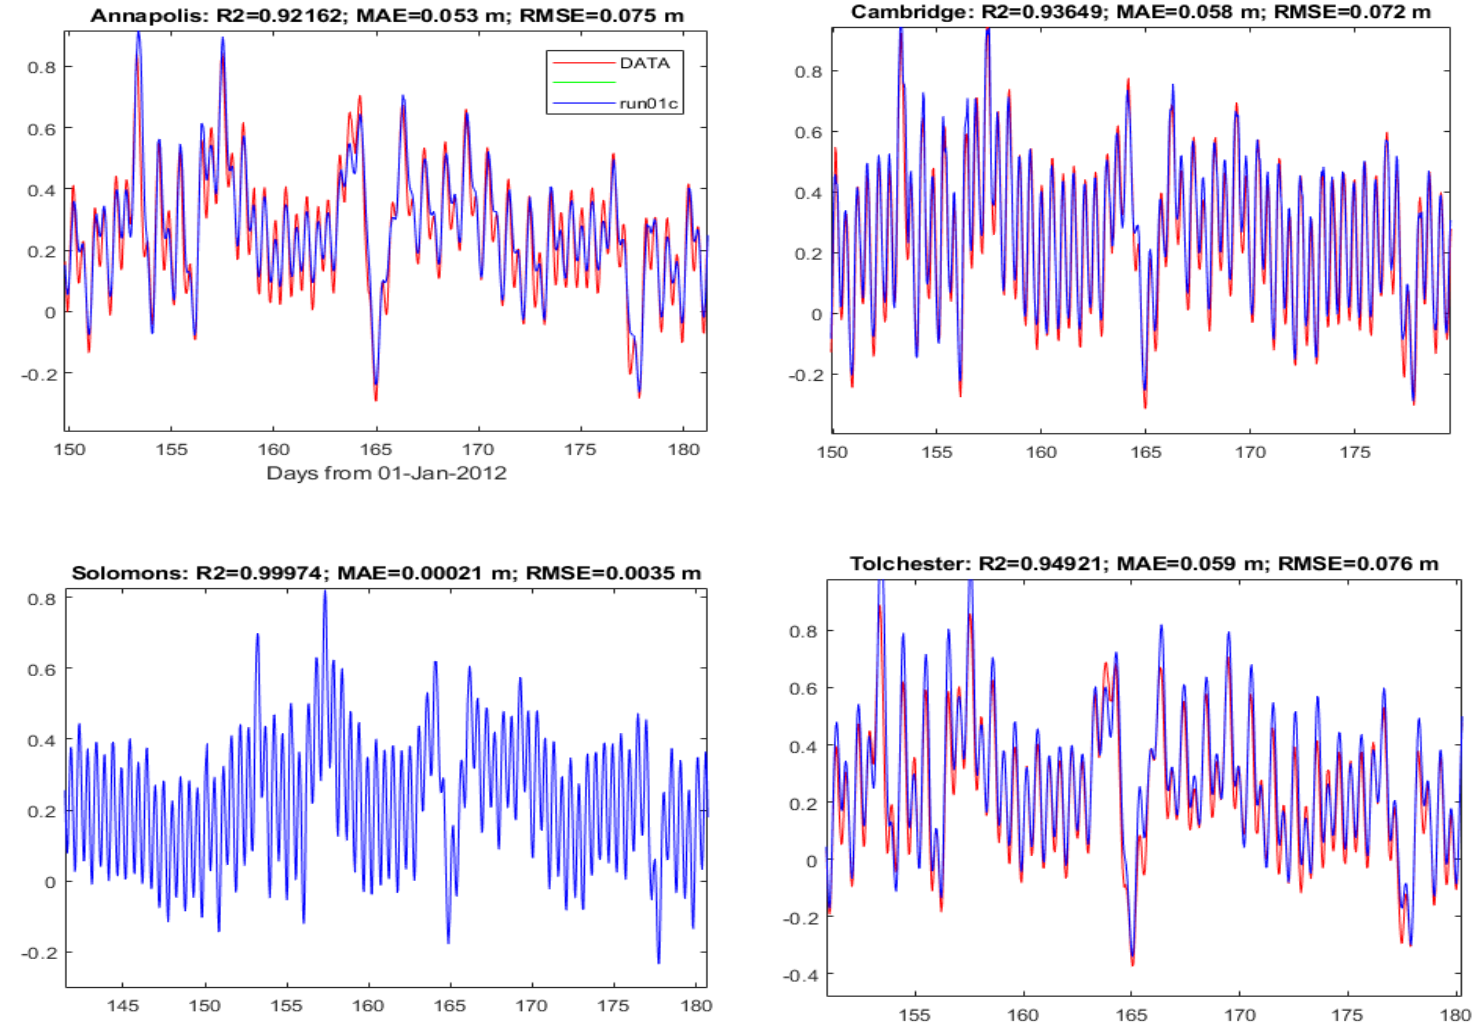 Annapolis: R2=0.92162; MAE=0.053 m; RMSE=0.075 m
0.8
0.6
0.4
0.2
0
-0.2
150 155 160 165 170 175 180
Days from 01-Jan-2012
DATA
run01c
Cambridge: R2=0.93649; MAE=0.058 m; RMSE=0.072 m
0.8
0.6
0.4
0.2
0
-0.2
150 155 160 165 170 175
Solomons: R2=0.99974; MAE=0.00021 m; RMSE=0.0035 m
0.8
0.6
0.4
0.2
0
-0.2
145 150 155 160 165 170 175 180
Tolchester: R2=0.94921; MAE=0.059 m; RMSE=0.076 m
0.8
0.6
0.4
0.2
0
-0.2
-0.4
155 160 165 170 175 180